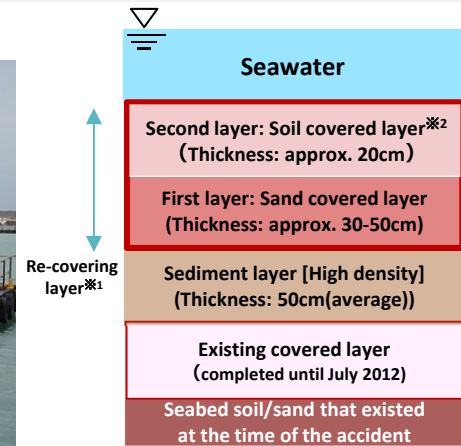 Seawater
Second layer: Soil covered layer※2
（Thickness: approx. 20cm）
First layer: Sand covered layer
(Thickness: approx. 30-50cm)
Re-covering
layer※1
Sediment layer [High density]
(Thickness: 50cm(average))
Existing covered layer
（completed until July 2012)
Seabed soil/sand that existed
at the time of the accident